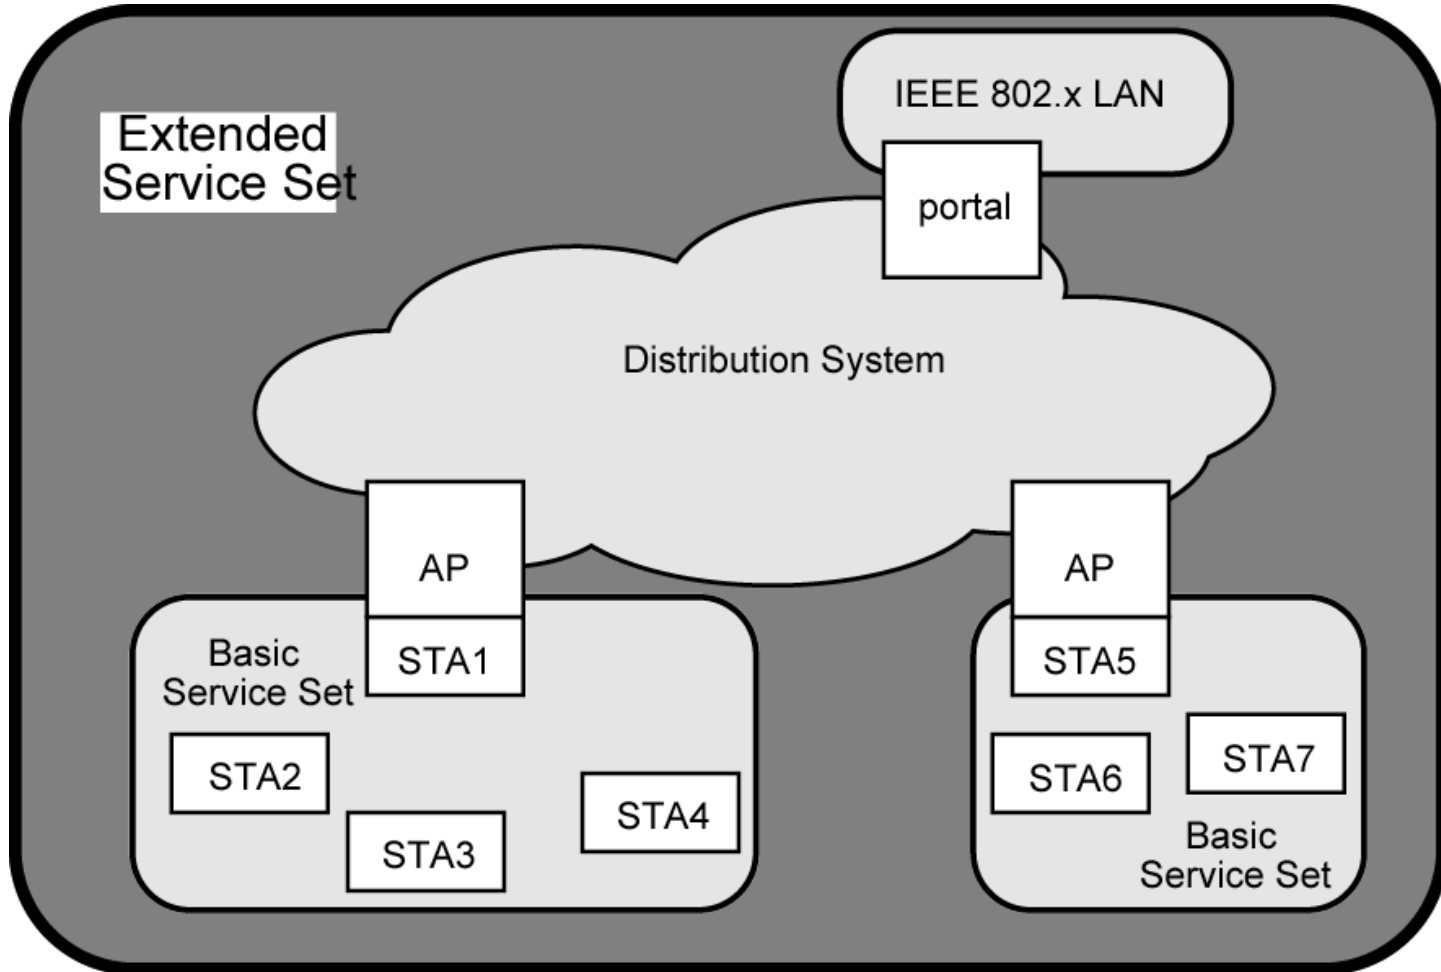 IEEE 802.x LAN
Extended
Service Set
portal
Distribution System
AP
AP
Basic
Service Set
STA1
STA5
STA2
STA3
STA4
STA6
STA7
Basic
Service Set